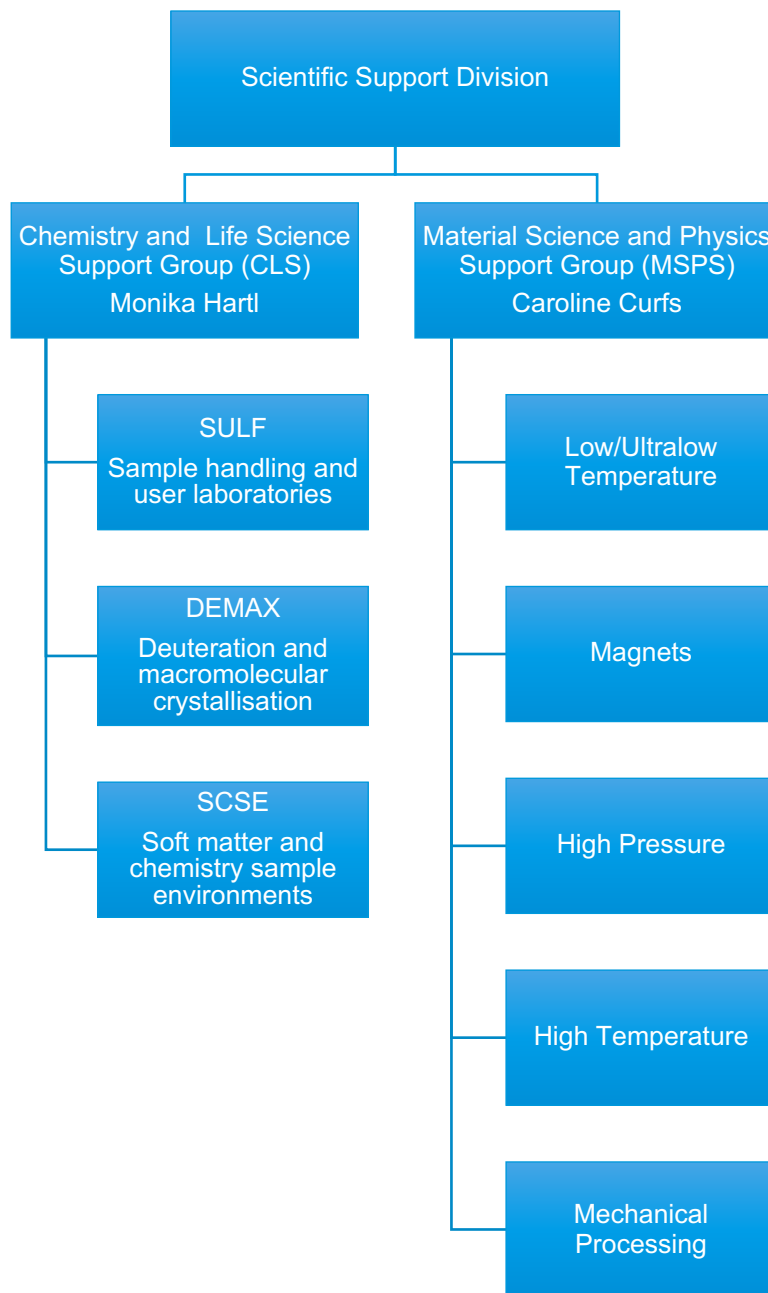 Scientific Support Division
Chemistry and Life Science
Support Group (CLS)
Monika Hartl
SULF
Sample handling and
user laboratories
DEMAX
Deuteration and
macromolecular
crystallisation
SCSE
Soft matter and
chemistry sample
environments
Material Science and Physics
Support Group (MSPS)
Caroline Curfs
Low/Ultralow
Temperature
Magnets
High Pressure
High Temperature
Mechanical
Processing